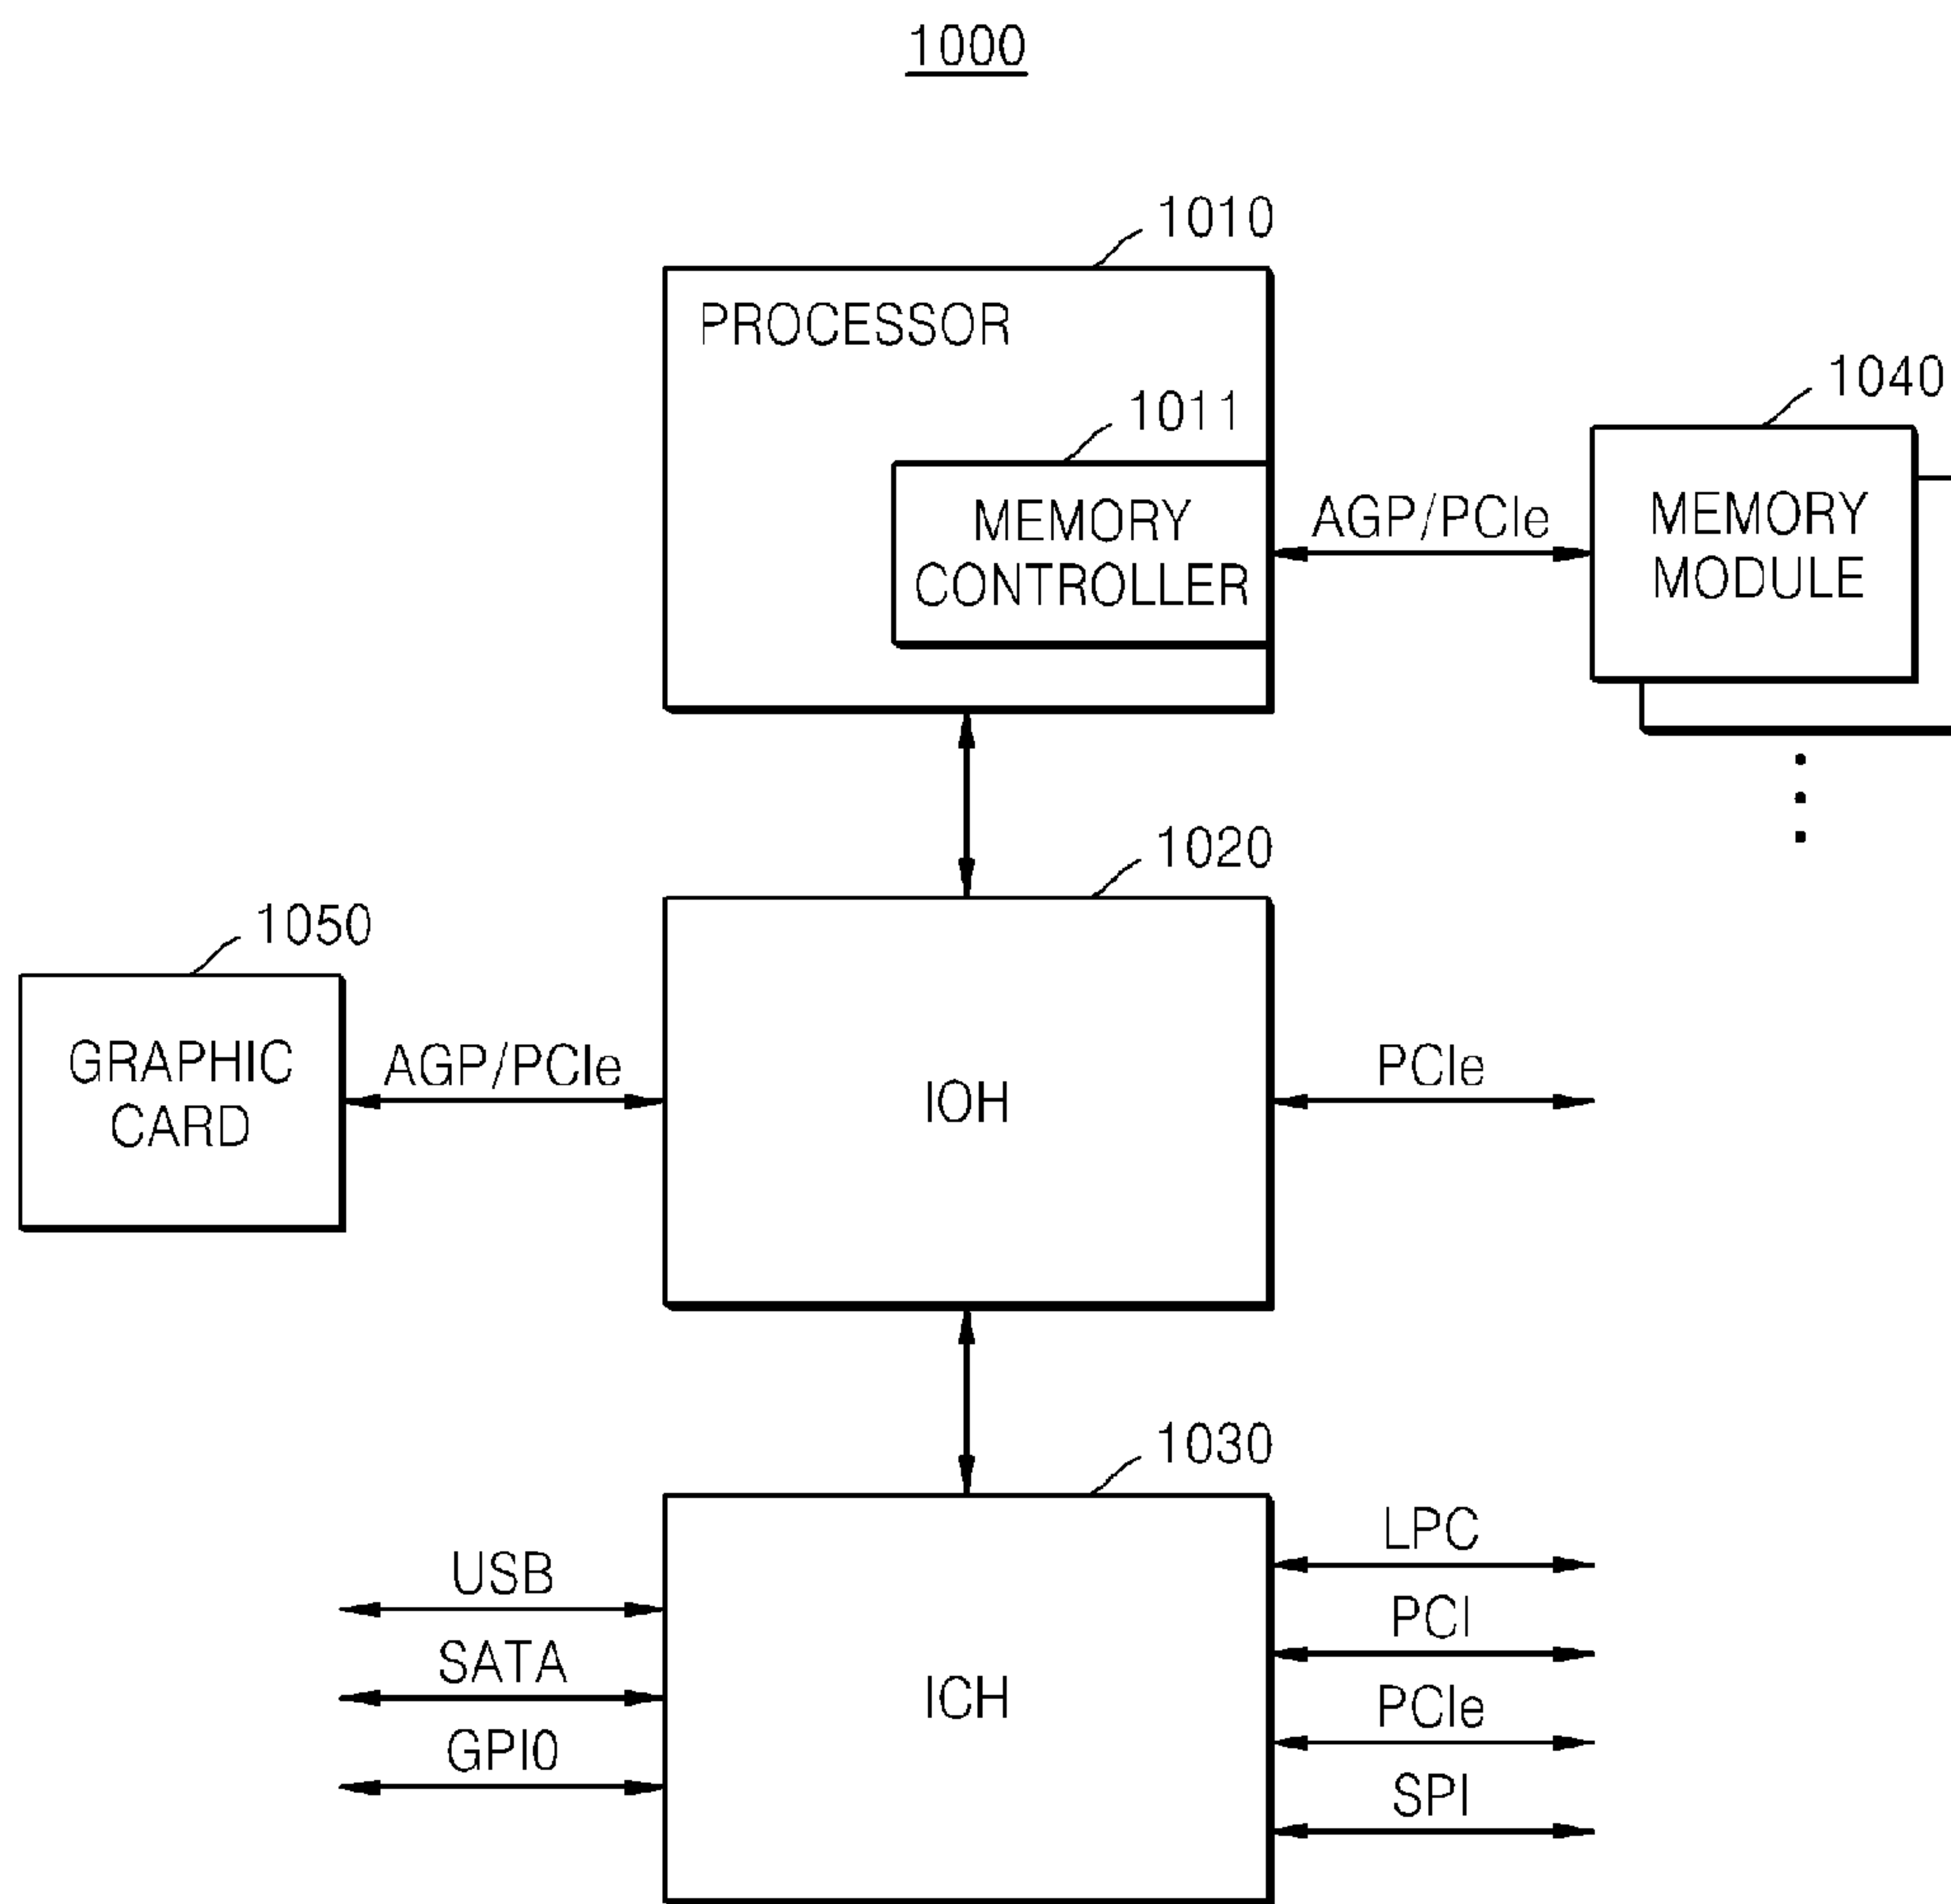 1000
1010
PROCESSOR
1040
1011
MEMORY
CONTROLLER
AGP/PCIe
MEMORY
MODULE
1020
1050
GRAPHIC
CARD
AGP/PCIe
IOH
PCIe
1030
USB
SATA
GPIO
ICH
LPC
PCI
PCIe
SPI